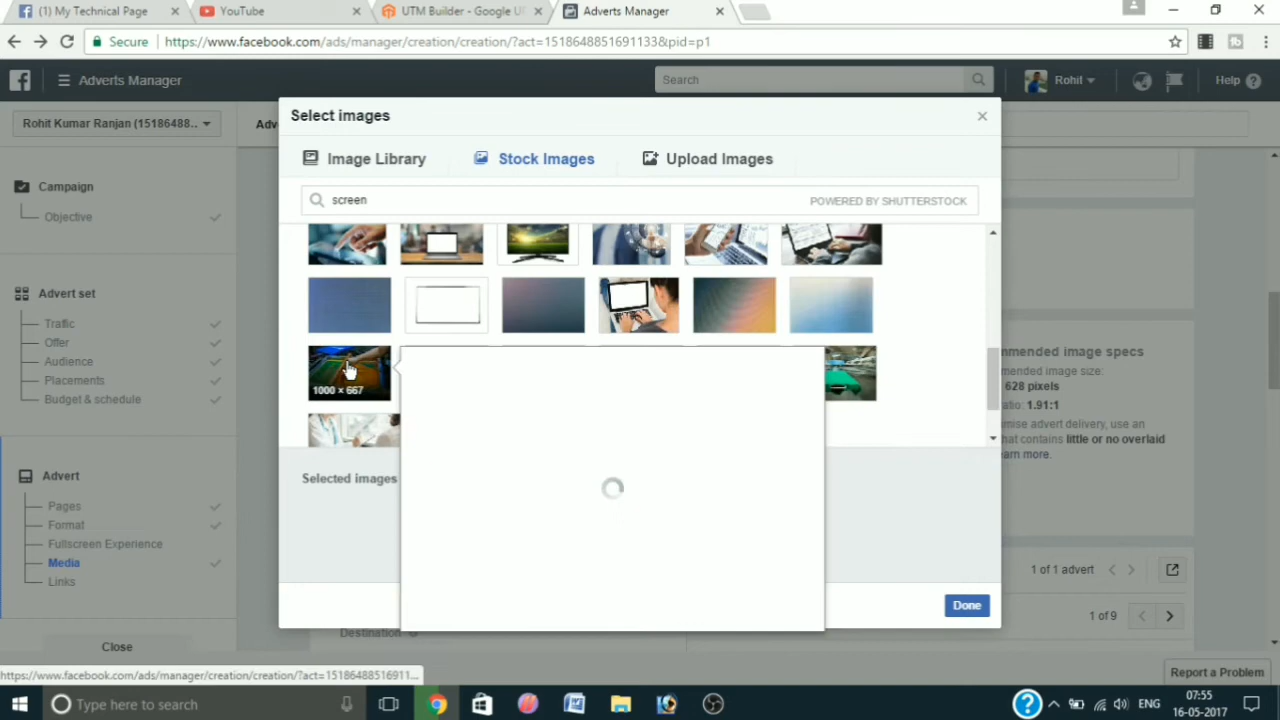 (1) My Technical Page
YouTube
UTM Builder - Google U
Adverts Manager
Secure
https://www.facebook.com/ads/manager/creation/creation/?act=1518648851691133&pid=p1
Adverts Manager
Search
Rohit
Help
Rohit Kumar Ranjan (15186488..
Campaign
Objective
Advert set
Traffic
Offer
Audience
Placements
Budget & schedule
Advert
Pages
Format
Fullscreen Experience
Media
Links
Close
Select images
Image Library
Stock Images
Upload Images
screen
POWERED BY SHUTTERSTOCK
1000 × 667
Selected images
Done
mmended image specs
mended image size:
628 pixels
ratio: 1.91:1
mise advert delivery, use an
that contains little or no overlaid
earn more.
1 of 1 advert
1 of 9
Destination
Report a Problem
https://www.facebook.com/ads/manager/creation/creation/?act=15186488516911...
Type here to search
ENG
07:55
16-05-2017